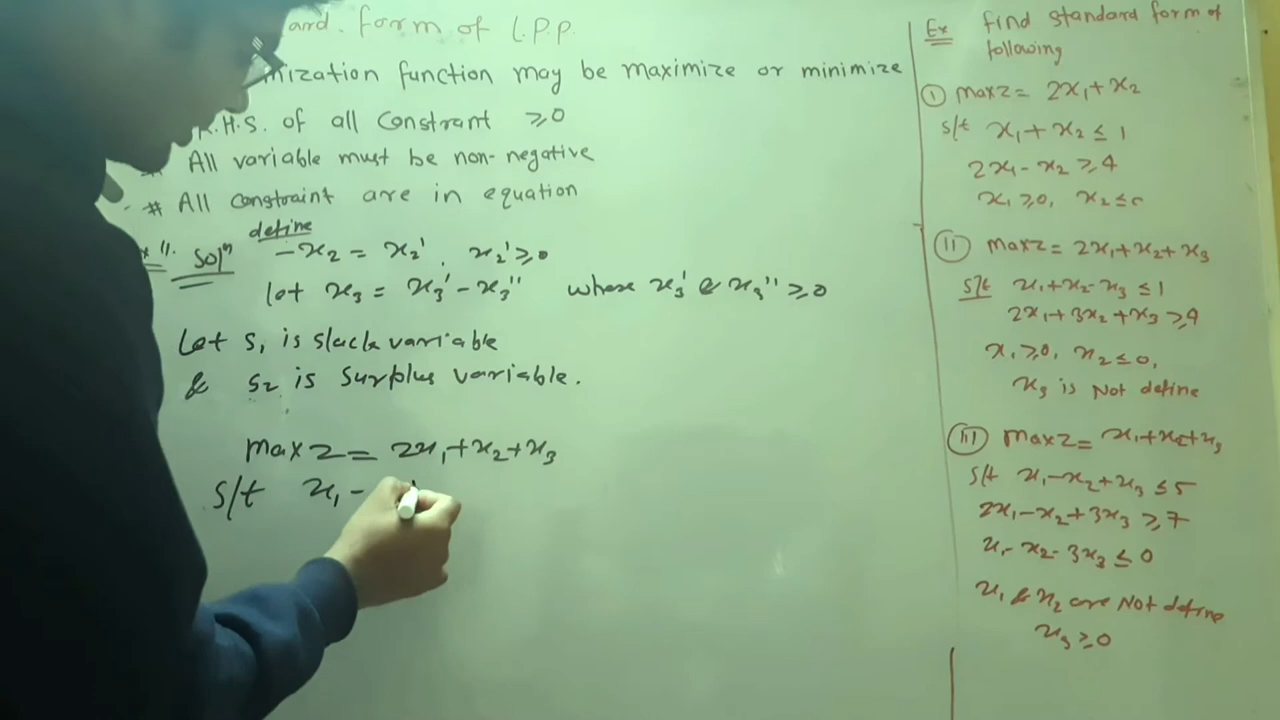 and. form of L.P.P.
mization function may be maximize or minimize
R.H.S. of all Constrant ≥0
All variable must be non-negative
# All Constraint are in equation
define
Solⁿ -x₂ = x₂', x₂'≥0
let x₃ = x₃' - x₃'' where x₃' & x₃'' ≥0
Let s₁ is slack variable
& s₂ is surplus variable.
max z = 2x₁+x₂+x₃
s/t x₁ -
Ex find standard form of
following
① max z = 2x₁+x₂
s/t x₁+x₂ ≤ 1
2x₁ - x₂ ≥ 4
x₁ ≥0, x₂ ≤0
Ⅱ max z = 2x₁+x₂+x₃
s/t x₁+x₂-x₃ ≤ 1
2x₁+3x₂+x₃ ≥4
x₁ ≥0, x₂ ≤0,
x₃ is Not define
Ⅲ max z = x₁+x₂+x₃
s/t x₁-x₂+x₃ ≤ 5
2x₁-x₂+3x₃ ≥ 7
x₁-x₂-3x₃ ≤ 0
x₁ & x₂ are Not define
x₃ ≥0